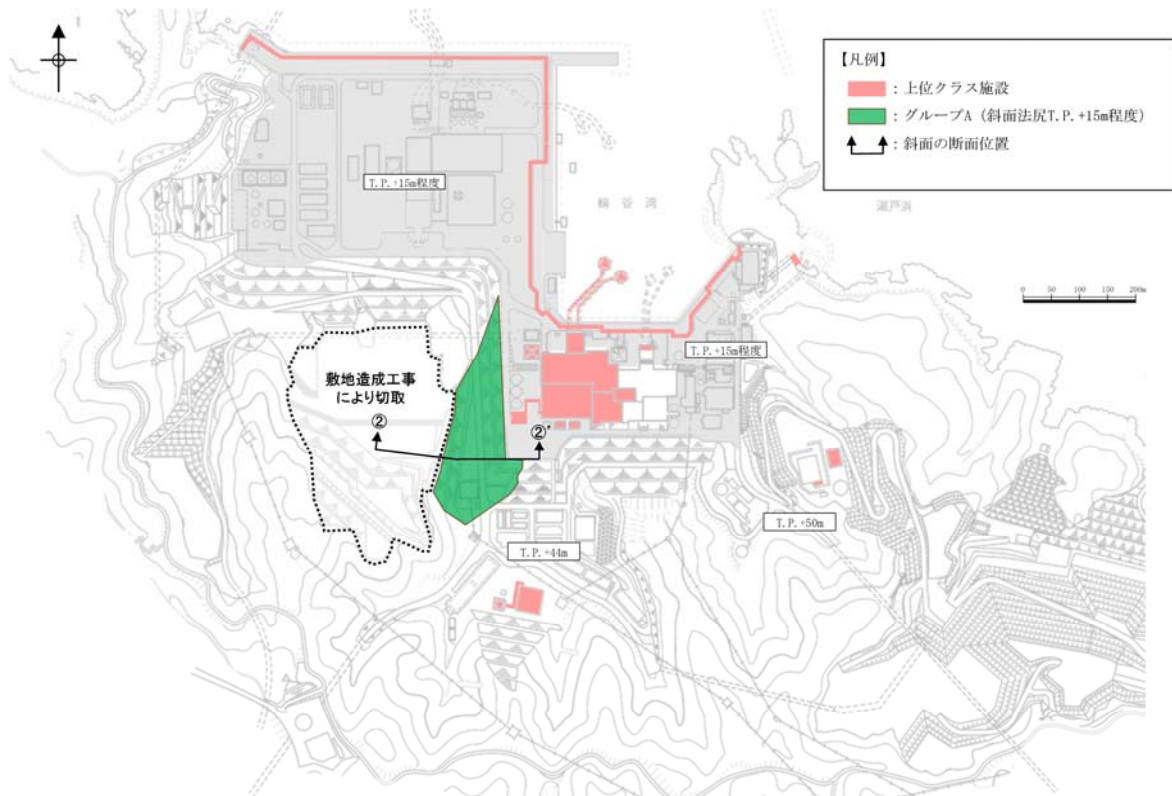 【凡例】
：上位クラス施設
：グループA（斜面法尻T.P.+15m程度）
：斜面の断面位置
T.P.+15m程度
輪谷湾
湯戸浜
0 50 100 150 200m
T.P.+15m程度
敷地造成工事
により切取
②
②'
T.P.+50m
T.P.+44m